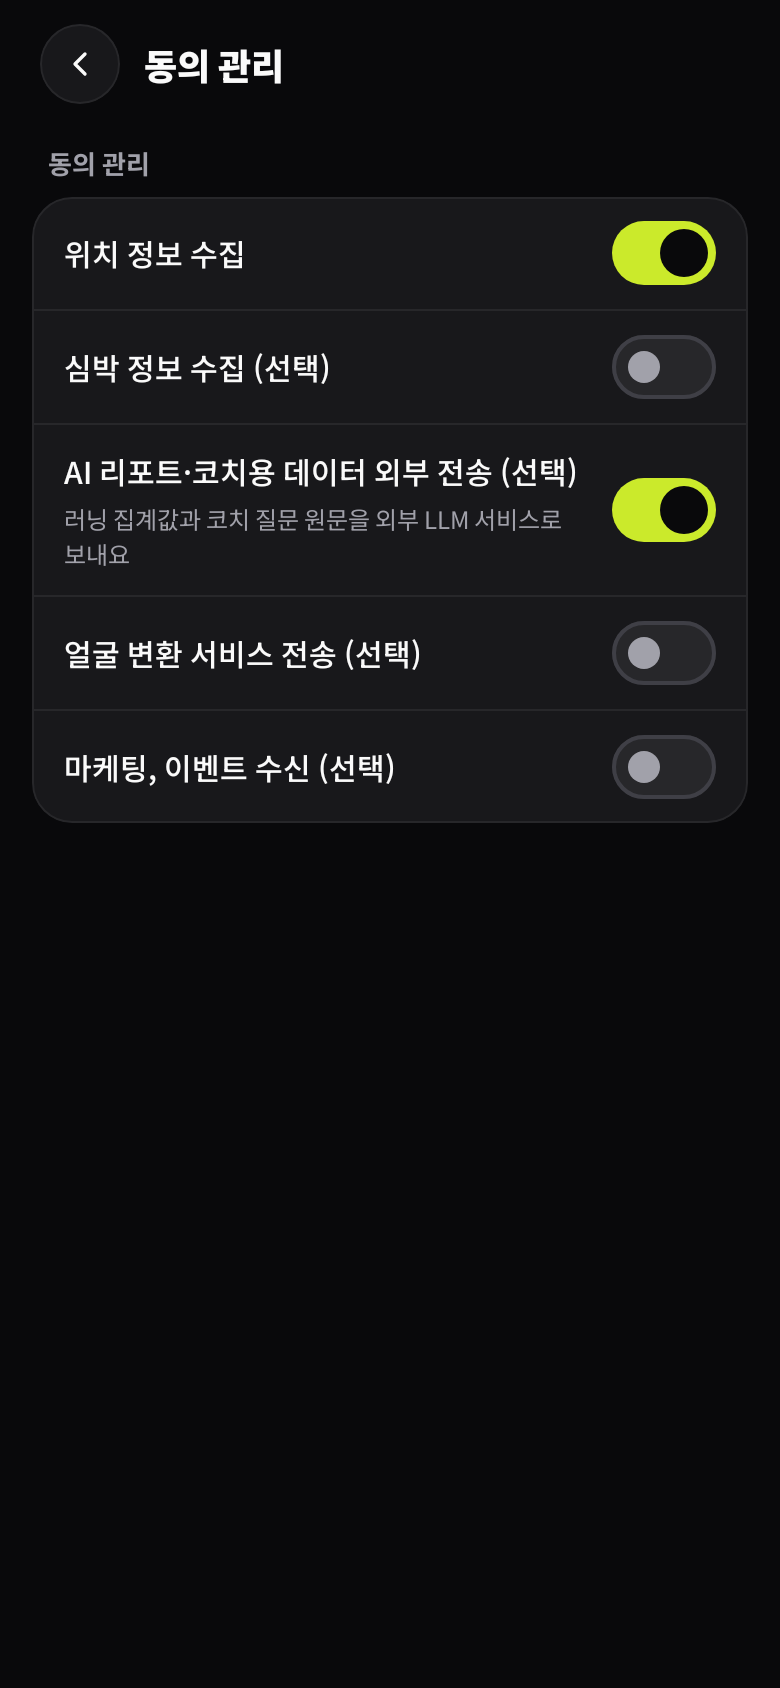 동의 관리
동의 관리
위치 정보 수집
심박 정보 수집 (선택)
AI 리포트·코치용 데이터 외부 전송 (선택)
러닝 집계값과 코치 질문 원문을 외부 LLM 서비스로
보내요
얼굴 변환 서비스 전송 (선택)
마케팅, 이벤트 수신 (선택)